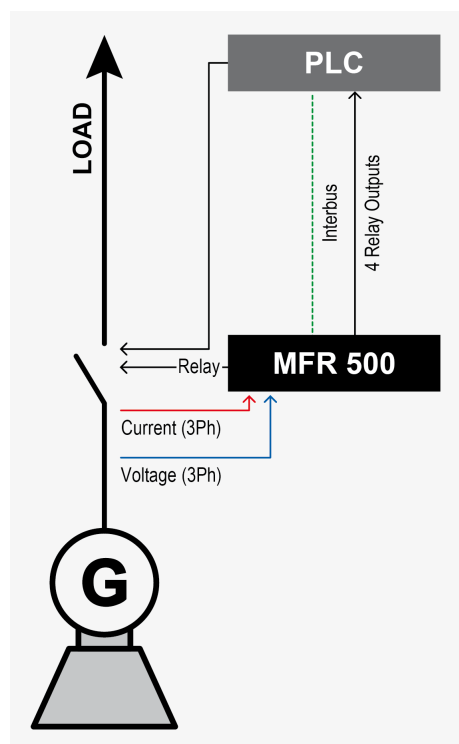 PLC
LOAD
Interbus
4 Relay Outputs
Relay
MFR 500
Current (3Ph)
Voltage (3Ph)
G